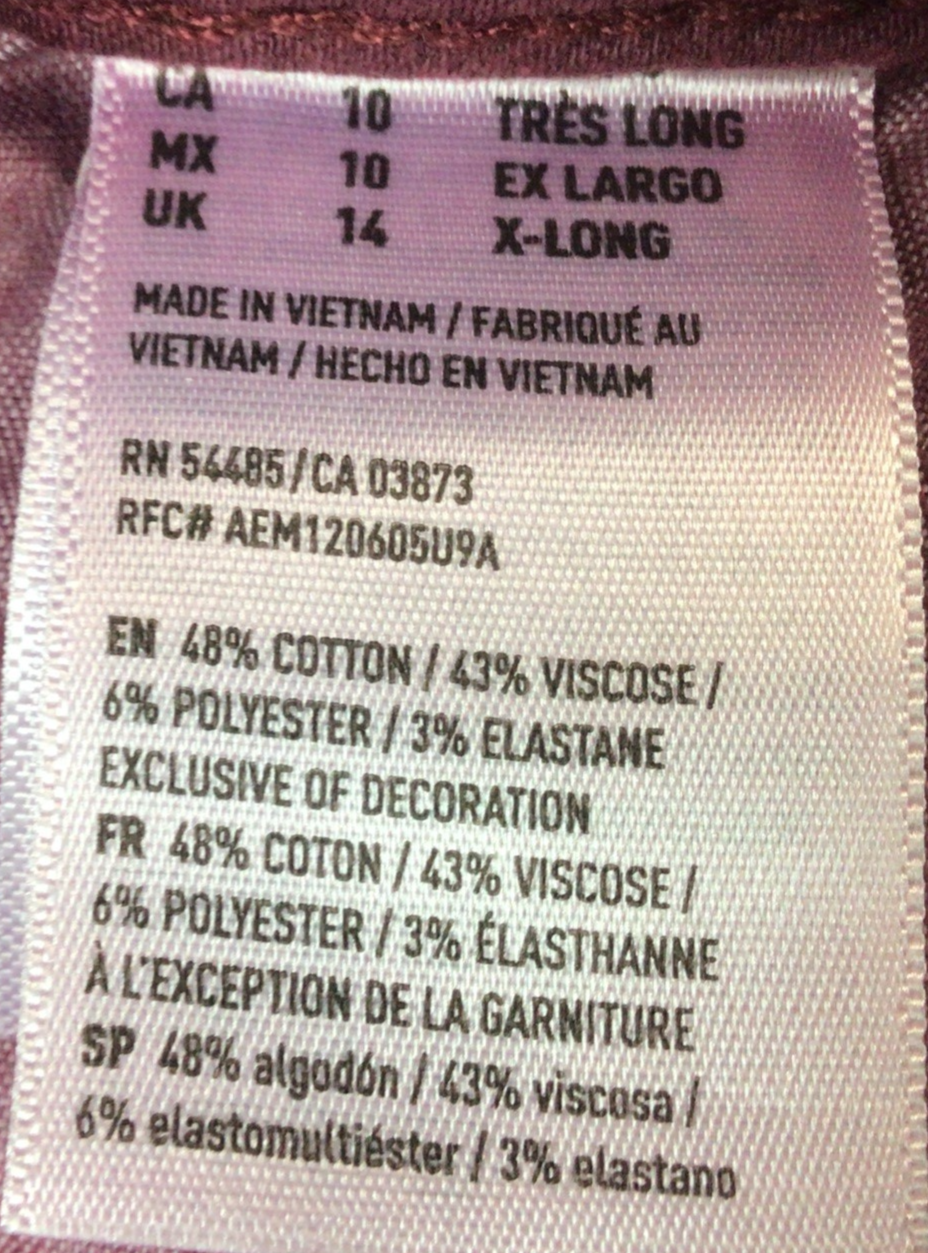 CA 10 TRÈS LONG
MX 10 EX LARGO
UK 14 X-LONG
MADE IN VIETNAM / FABRIQUÉ AU
VIETNAM / HECHO EN VIETNAM
RN 54485 / CA 03873
RFC# AEM120605U9A
EN 48% COTTON / 43% VISCOSE /
6% POLYESTER / 3% ELASTANE
EXCLUSIVE OF DECORATION
FR 48% COTON / 43% VISCOSE /
6% POLYESTER / 3% ÉLASTHANNE
À L'EXCEPTION DE LA GARNITURE
SP 48% algodón / 43% viscosa /
6% elastomultiéster / 3% elastano